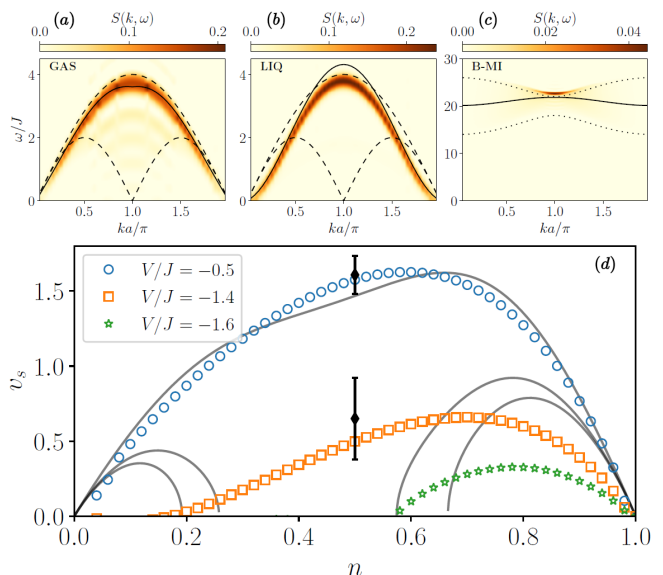 (a) S(k, ω)
0.0 0.1 0.2
GAS
ω/J
4
2
0
0.5 1.0 1.5
ka/π
(b) S(k, ω)
0.0 0.1 0.2
LIQ
4
2
0
0.5 1.0 1.5
ka/π
(c) S(k, ω)
0.00 0.02 0.04
B-MI
30
20
10
0
0.5 1.0 1.5
ka/π
(d)
V/J = −0.5
V/J = −1.4
V/J = −1.6
v_s
1.5
1.0
0.5
0.0
0.0 0.2 0.4 0.6 0.8 1.0
n